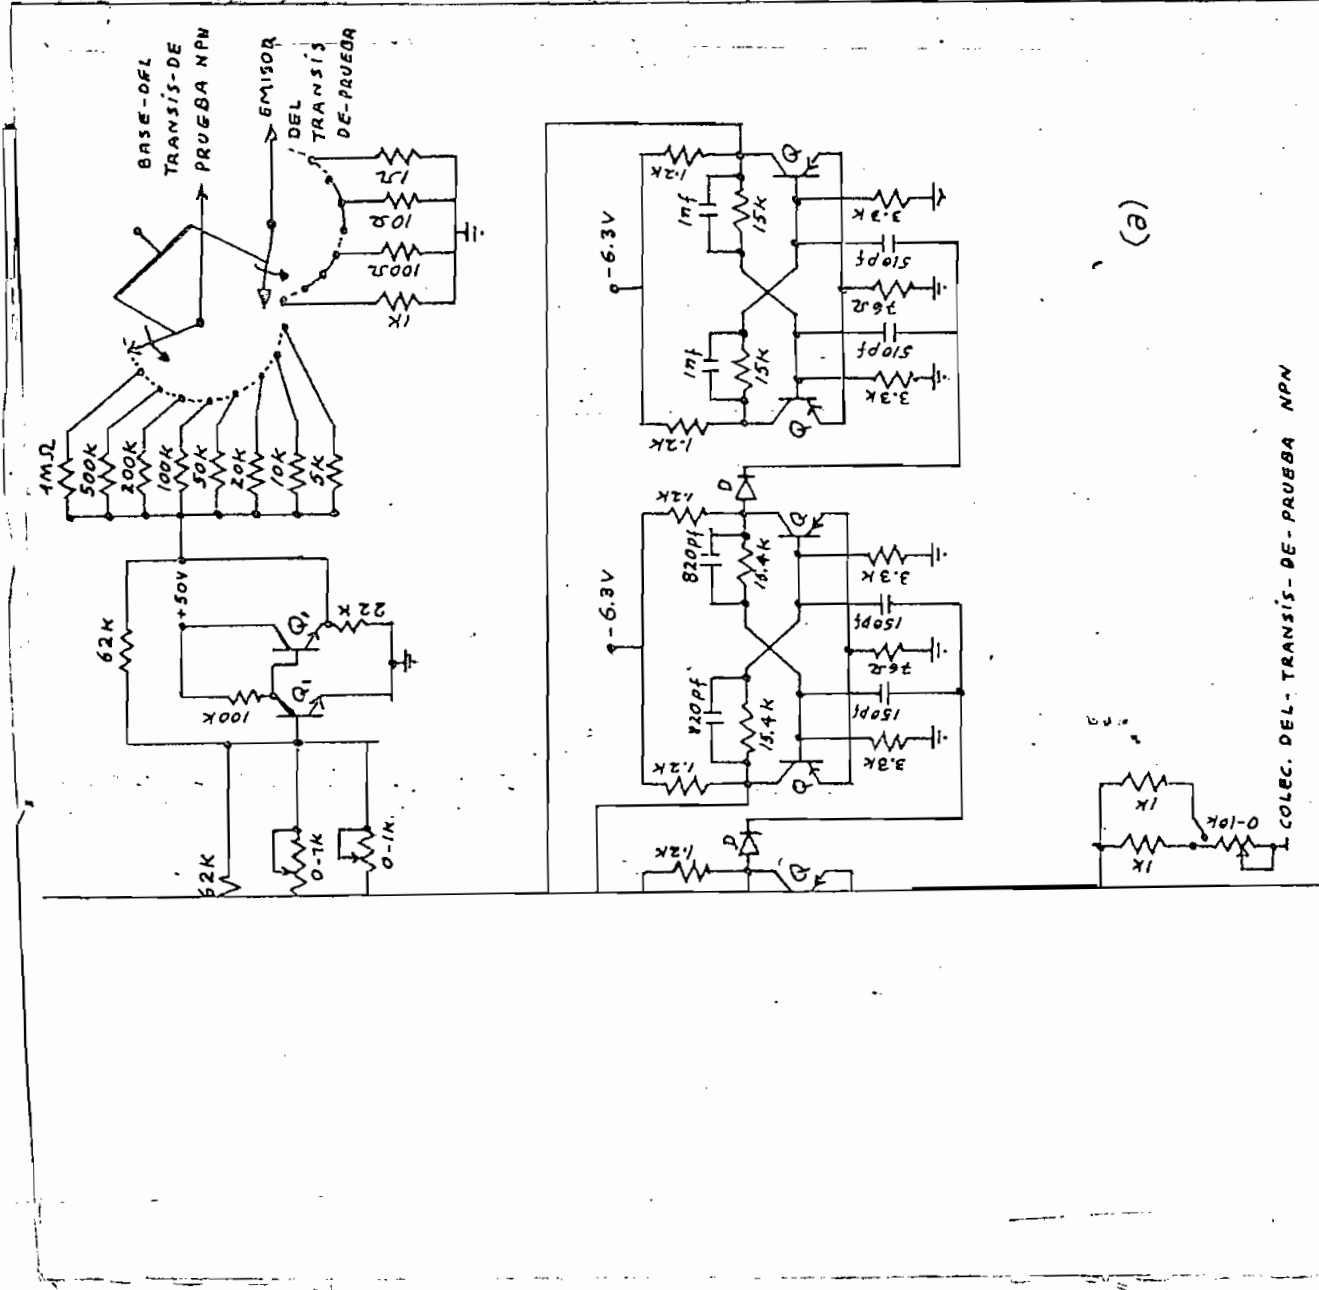 BASE-DEL
TRANSIS-DE
PRUEBA NPN
EMISOR
DEL
TRANSIS
DE-PRUEBA
1Ω
10Ω
100Ω
1K
1MΩ
500K
200K
100K
50K
20K
10K
5K
62K
+50V
Q1
Q1
22K
100K
62K
0-1K
0-1K
-6.3V
1.2K
1nf
15K
Q
3.3K
510pf
76Ω
510pf
3.3K
1nf
15K
1.2K
Q
D
-6.3V
1.2K
820pf
15.4K
Q
3.3K
150pf
76Ω
150pf
3.3K
820pf
15.4K
1.2K
Q
D
1.2K
Q
(a)
1K
1K
0-10K
COLEC. DEL-TRANSIS-DE-PRUEBA NPN